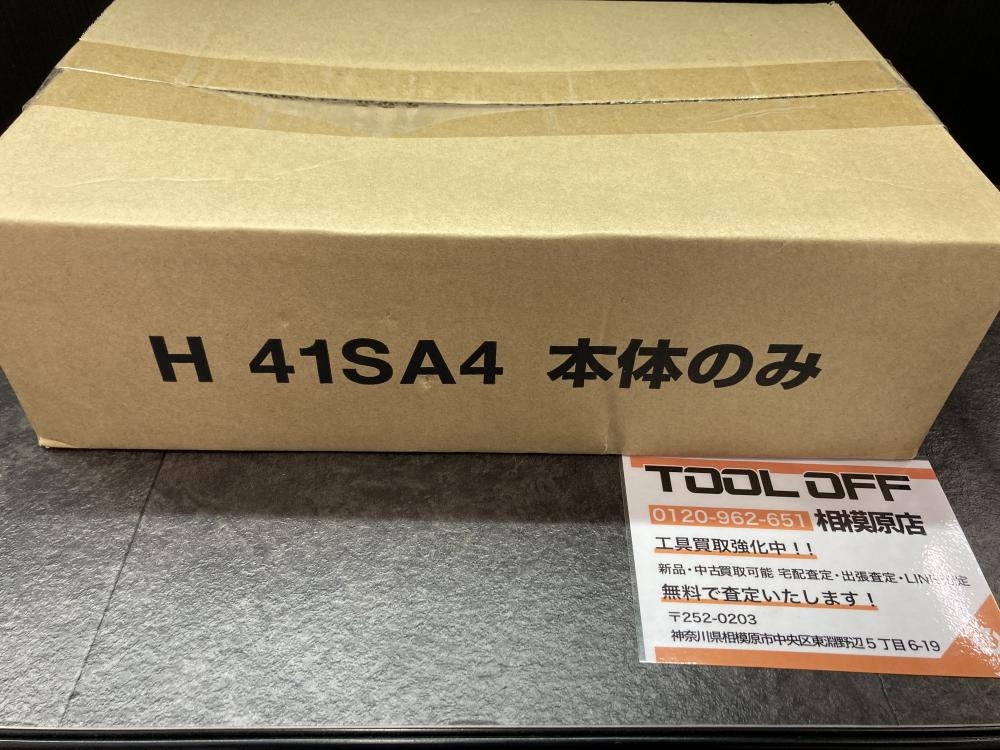 H 41SA4 本体のみ
TOOL OFF
0120-962-651 相模原店
工具買取強化中！！
新品・中古買取可能 宅配査定・出張査定・LINE査定
無料で査定いたします！
〒252-0203
神奈川県相模原市中央区東淵野辺5丁目6-19